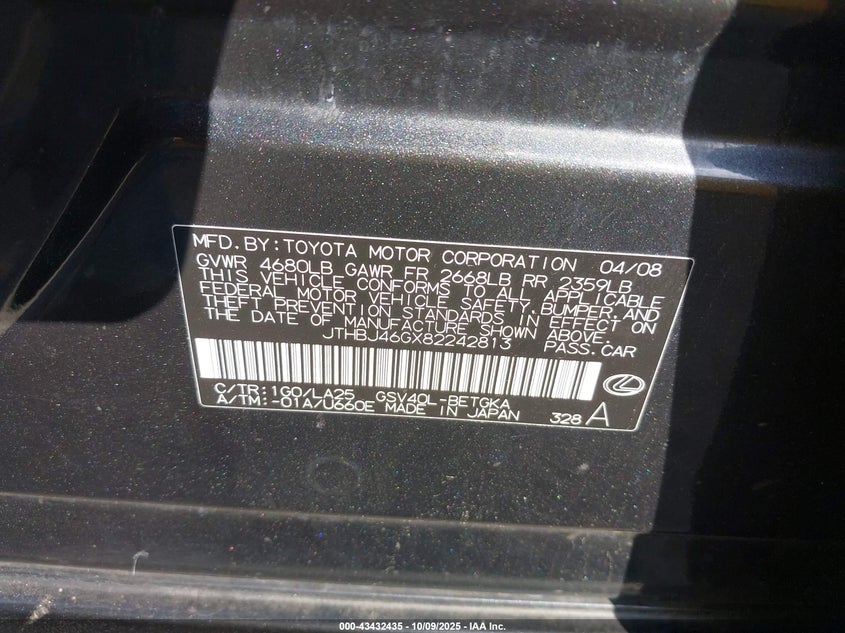 MFD.BY:TOYOTA MOTOR CORPORATION 04/08
GVWR 4680LB GAWR FR 2668LB RR 2359LB
THIS VEHICLE CONFORMS TO ALL APPLICABLE
FEDERAL MOTOR VEHICLE SAFETY,BUMPER,AND
THEFT PREVENTION STANDARDS IN EFFECT ON
THE DATE OF MANUFACTURE SHOWN ABOVE.
JTHBJ46GX82242813 PASS.CAR
C/TR:1G0/LA25 GSV40L-BETGKA
A/TM:-01A/U660E MADE IN JAPAN 328 A
000-43432435 - 10/09/2025 - IAA Inc.